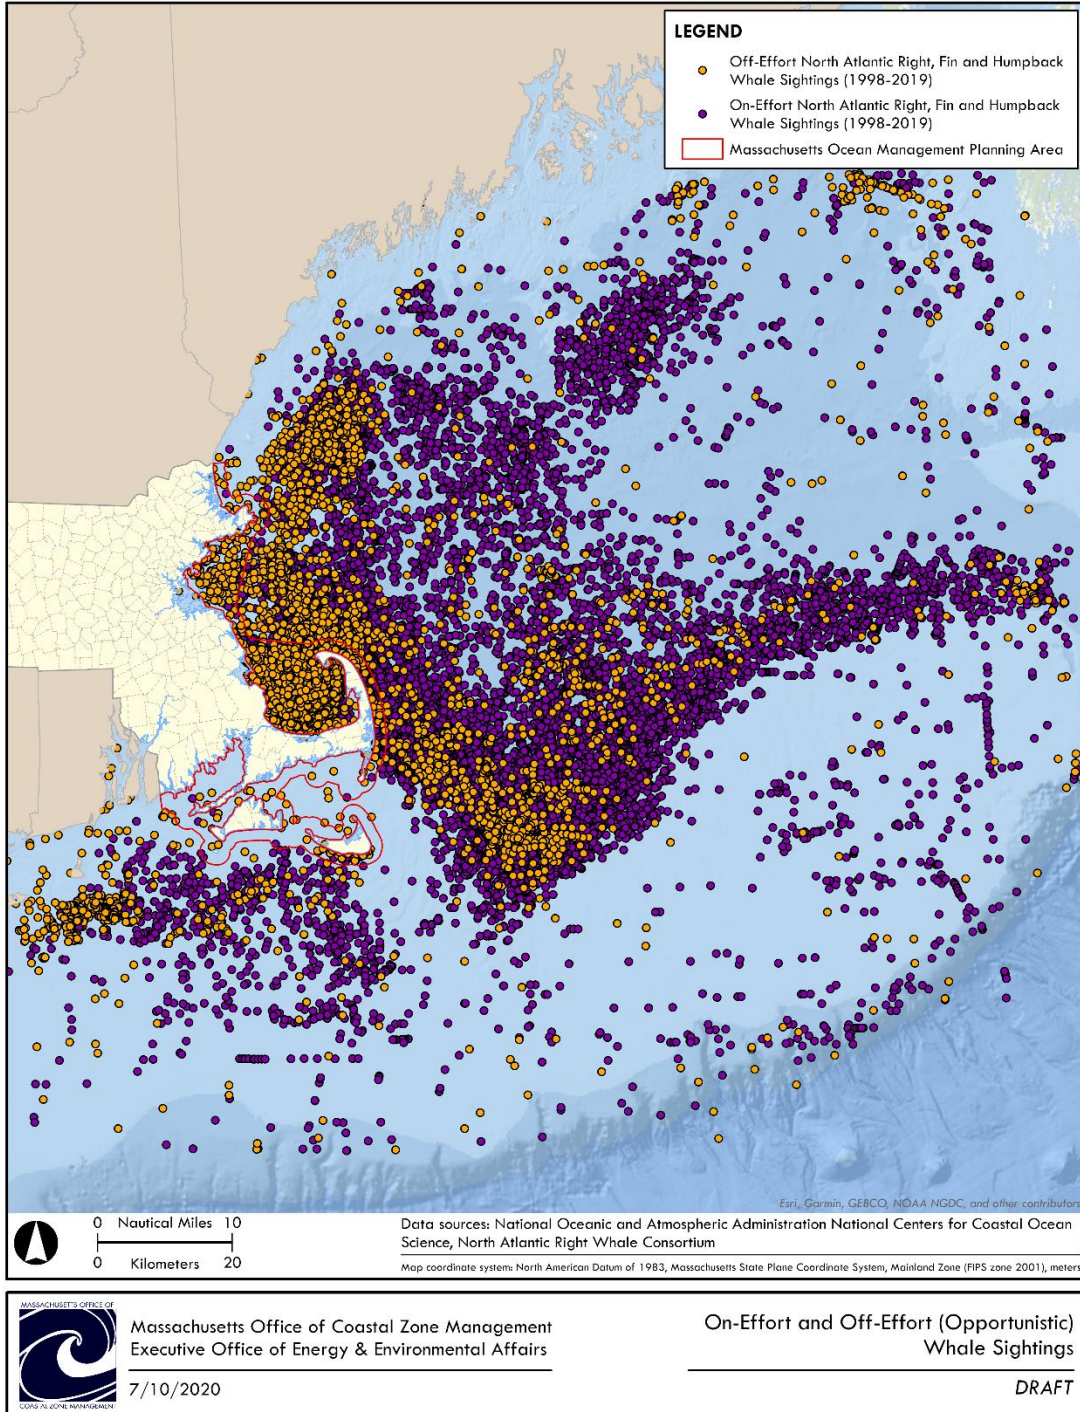 LEGEND
Off-Effort North Atlantic Right, Fin and Humpback
Whale Sightings (1998-2019)
On-Effort North Atlantic Right, Fin and Humpback
Whale Sightings (1998-2019)
Massachusetts Ocean Management Planning Area
Esri, Garmin, GEBCO, NOAA NGDC, and other contributors
0 Nautical Miles 10
0 Kilometers 20
Data sources: National Oceanic and Atmospheric Administration National Centers for Coastal Ocean
Science, North Atlantic Right Whale Consortium
Map coordinate system: North American Datum of 1983, Massachusetts State Plane Coordinate System, Mainland Zone (FIPS zone 2001), meters
MASSACHUSETTS OFFICE OF
COASTAL ZONE MANAGEMENT
Massachusetts Office of Coastal Zone Management
Executive Office of Energy & Environmental Affairs
7/10/2020
On-Effort and Off-Effort (Opportunistic)
Whale Sightings
DRAFT